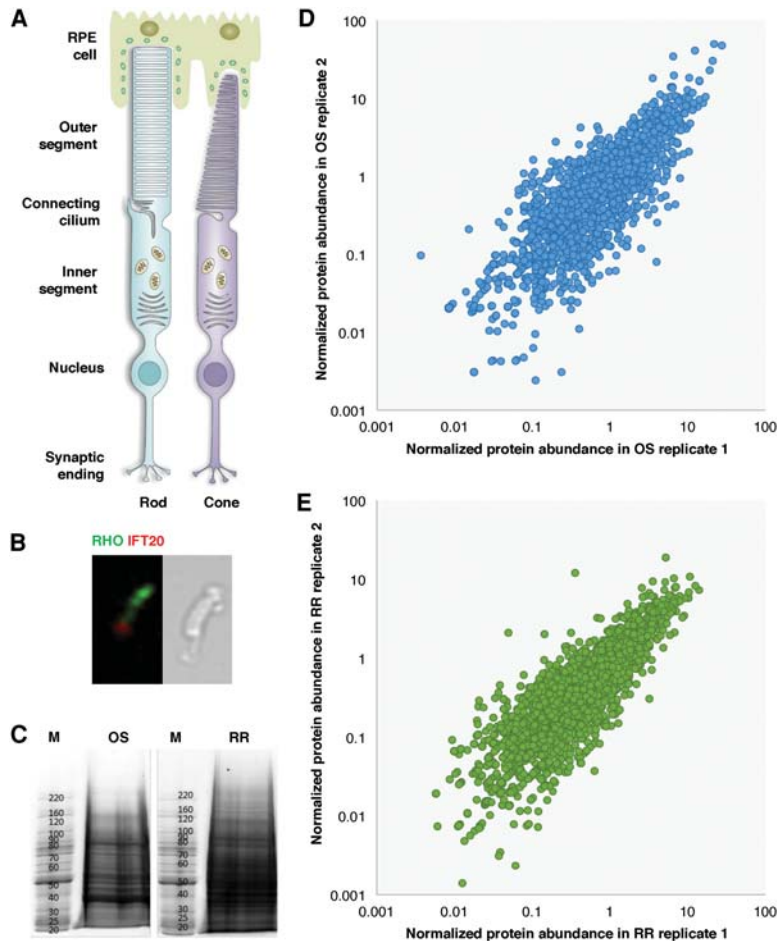 A
RPE
cell
Outer
segment
Connecting
cilium
Inner
segment
Nucleus
Synaptic
ending
Rod
Cone
B
RHO IFT20
C
M
OS
M
RR
220
160
120
100
90
80
70
60
50
40
30
25
20
220
160
120
100
90
80
70
60
50
40
30
25
20
D
Normalized protein abundance in OS replicate 2
100
10
1
0.1
0.01
0.001
0.001
0.01
0.1
1
10
100
Normalized protein abundance in OS replicate 1
E
Normalized protein abundance in RR replicate 2
100
10
1
0.1
0.01
0.001
0.001
0.01
0.1
1
10
100
Normalized protein abundance in RR replicate 1